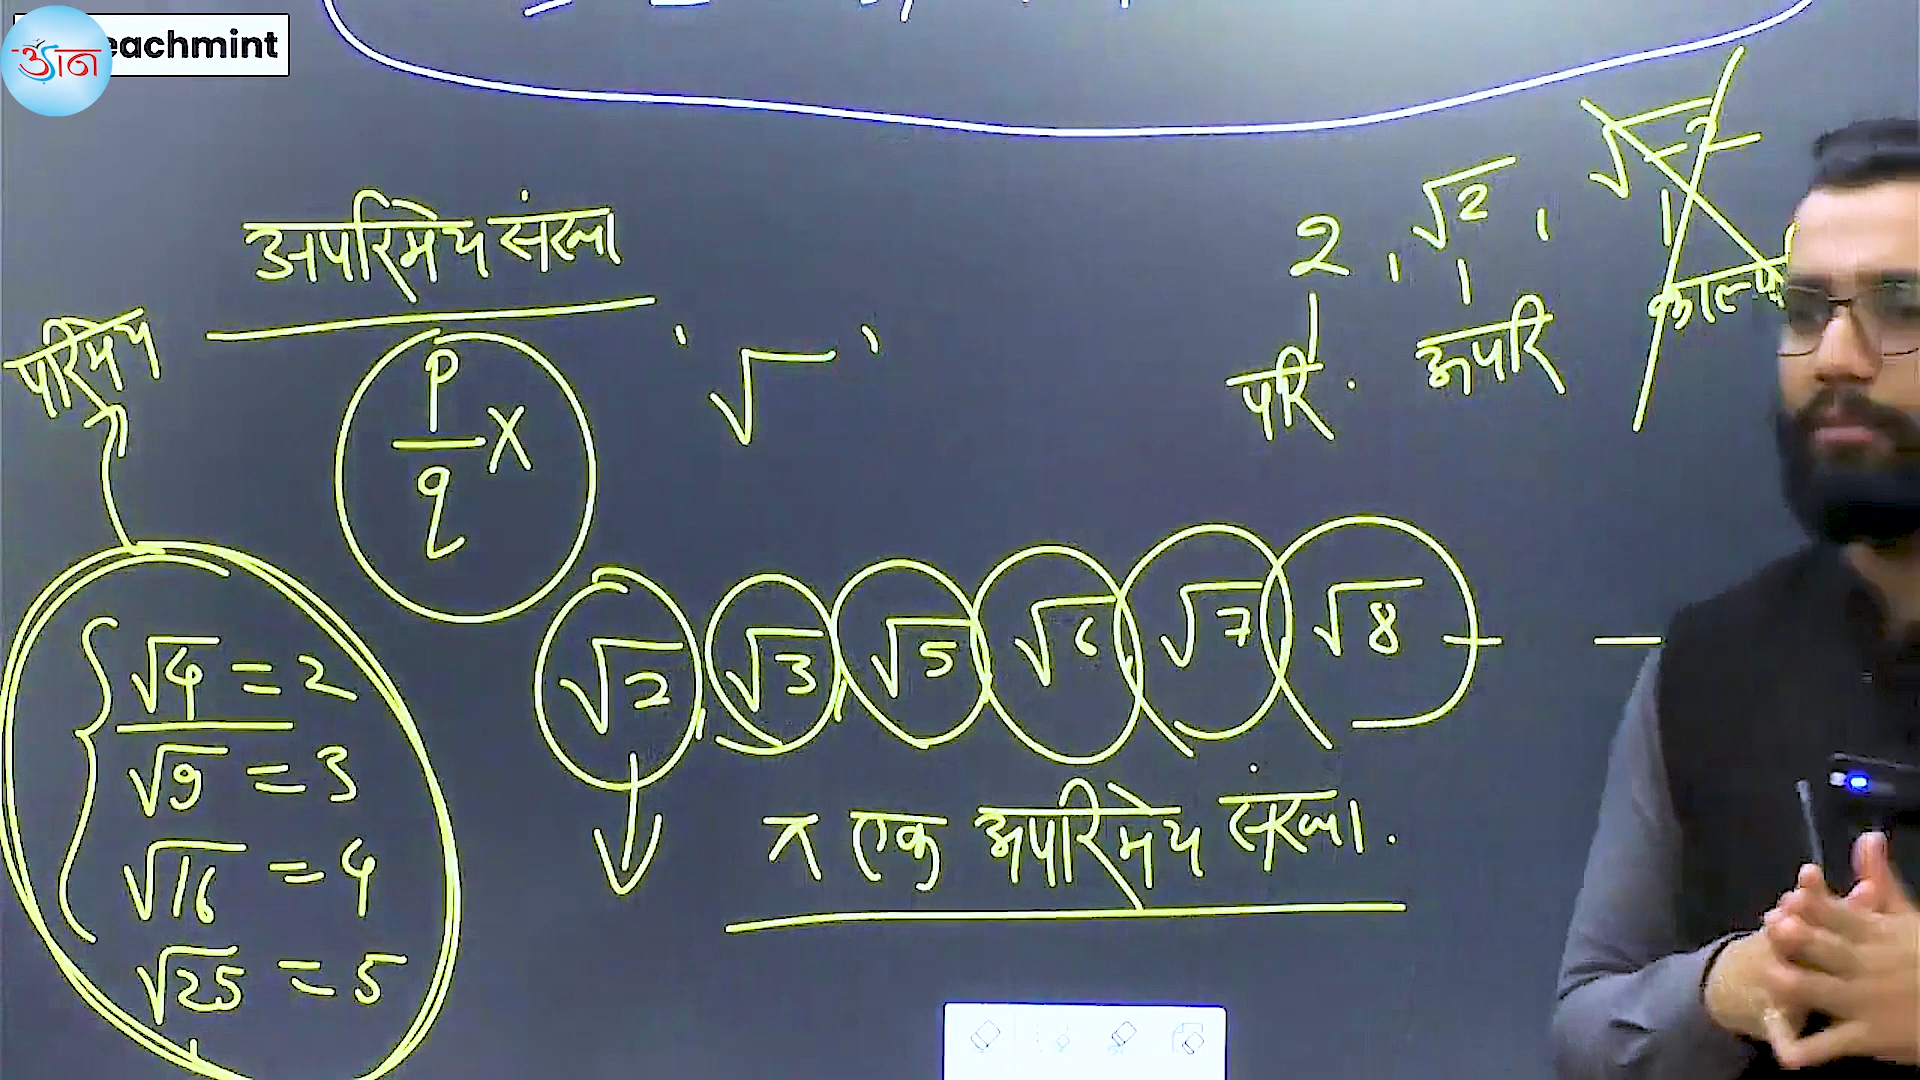 eachmint
ज्ञान
अपरिमेय संख्या
परिमेय
p/q X
' √ '
2 , √2 , √-2
परि . अपरि काल्प
√2 , √3 , √5 √6 , √7 , √8 - -
√4 = 2
√9 = 3
√16 = 4
√25 = 5
π एक अपरिमेय संख्या.